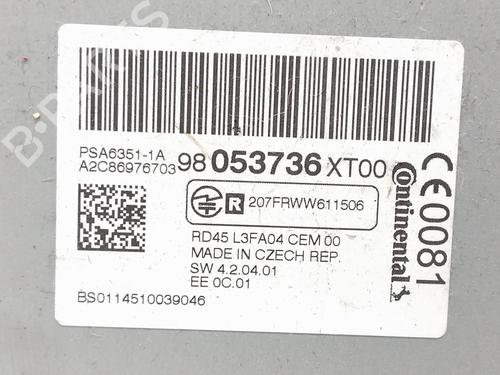 PSA6351-1A
A2C86976703
98 053736 XT00
R 207FRWW611506
RD45 L3FA04 CEM 00
MADE IN CZECH REP.
SW 4.2.04.01
EE 0C.01
BS0114510039046
Continental
CE0081
B-PARTS